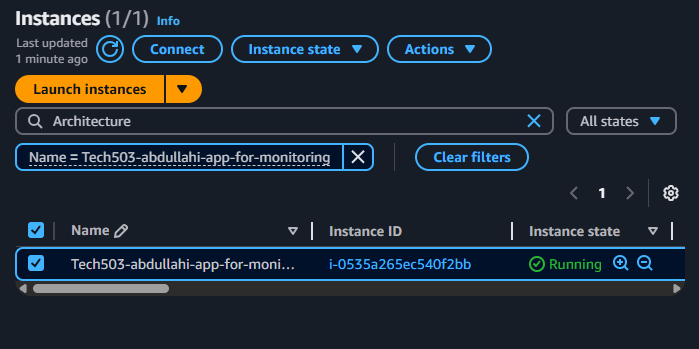 Instances (1/1) Info
Last updated
1 minute ago
Connect
Instance state
Actions
Launch instances
Architecture
All states
Name = Tech503-abdullahi-app-for-monitoring
Clear filters
1
Name Instance ID Instance state
Tech503-abdullahi-app-for-moni... i-0535a265ec540f2bb Running